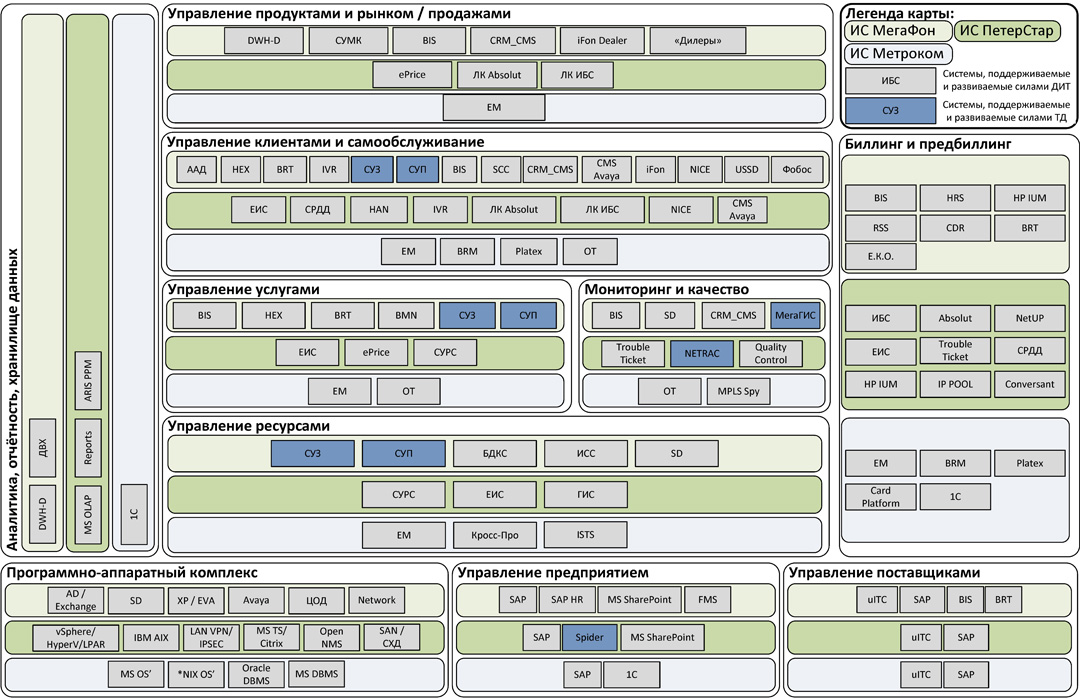 Аналитика, отчётность, хранилище данных
ДВХ
DWH-D
ARIS PPM
Reports
MS OLAP
1С
Управление продуктами и рынком / продажами
DWH-D СУМК BIS CRM_CMS iFon Dealer «Дилеры»
ePrice ЛК Absolut ЛК ИБС
EM
Легенда карты:
ИС МегаФон ИС ПетерСтар
ИС Метроком
ИБС
Системы, поддерживаемые
и развиваемые силами ДИТ
СУЗ
Системы, поддерживаемые
и развиваемые силами ТД
Управление клиентами и самообслуживание
ААД HEX BRT IVR СУЗ СУП BIS SCC CRM_CMS CMS
Avaya iFon NICE USSD Фобос
ЕИС СРДД HAN IVR ЛК Absolut ЛК ИБС NICE CMS
Avaya
EM BRM Platex OT
Биллинг и предбиллинг
BIS HRS HP IUM
RSS CDR BRT
E.K.O.
ИБС Absolut NetUP
ЕИС Trouble
Ticket СРДД
HP IUM IP POOL Conversant
EM BRM Platex
Card
Platform 1С
Управление услугами
BIS HEX BRT BMN СУЗ СУП
ЕИС ePrice СУРС
EM OT
Мониторинг и качество
BIS SD CRM_CMS МегаГИС
Trouble
Ticket NETRAC Quality
Control
OT MPLS Spy
Управление ресурсами
СУЗ СУП БДКС ИСС SD
СУРС ЕИС ГИС
EM Кросс-Про ISTS
Программно-аппаратный комплекс
AD /
Exchange SD XP / EVA Avaya ЦОД Network
vSphere/
HyperV/LPAR IBM AIX LAN VPN/
IPSEC MS TS/
Citrix Open
NMS SAN /
СХД
MS OS’ *NIX OS’ Oracle
DBMS MS DBMS
Управление предприятием
SAP SAP HR MS SharePoint FMS
SAP Spider MS SharePoint
SAP 1С
Управление поставщиками
uITC SAP BIS BRT
uITC SAP
uITC SAP